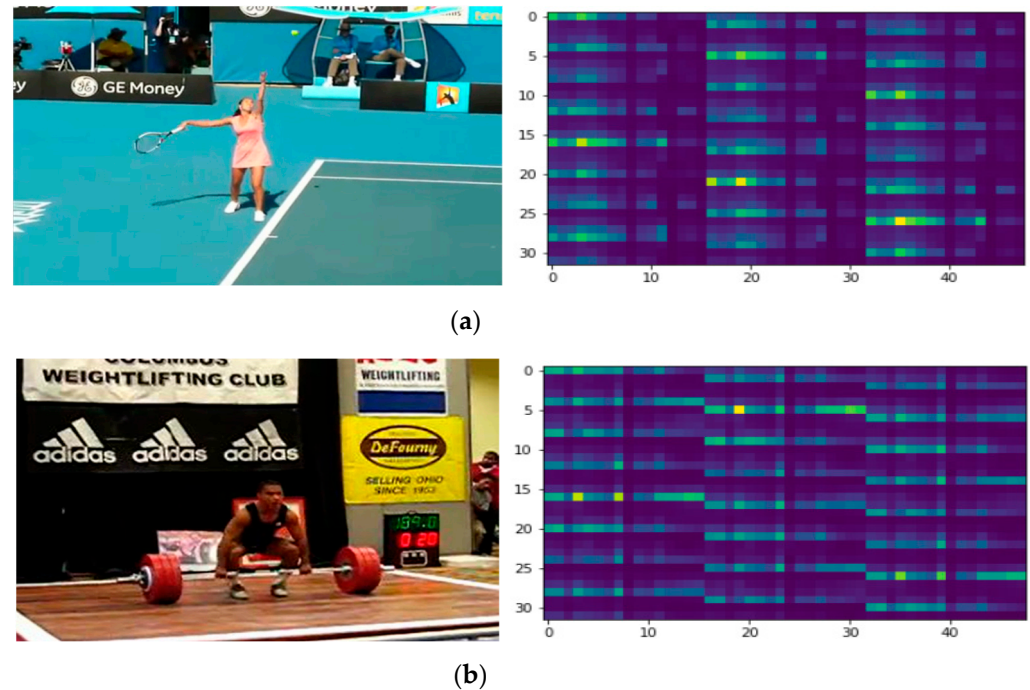 GE Money
0
5
10
15
20
25
30
0
10
20
30
40
(a)
COLUMBUS
WEIGHTLIFTING CLUB
WEIGHTLIFTING
adidas adidas adidas
DeFourny
SELLING OHIO
SINCE 1953
189.0
020
0
5
10
15
20
25
30
0
10
20
30
40
(b)